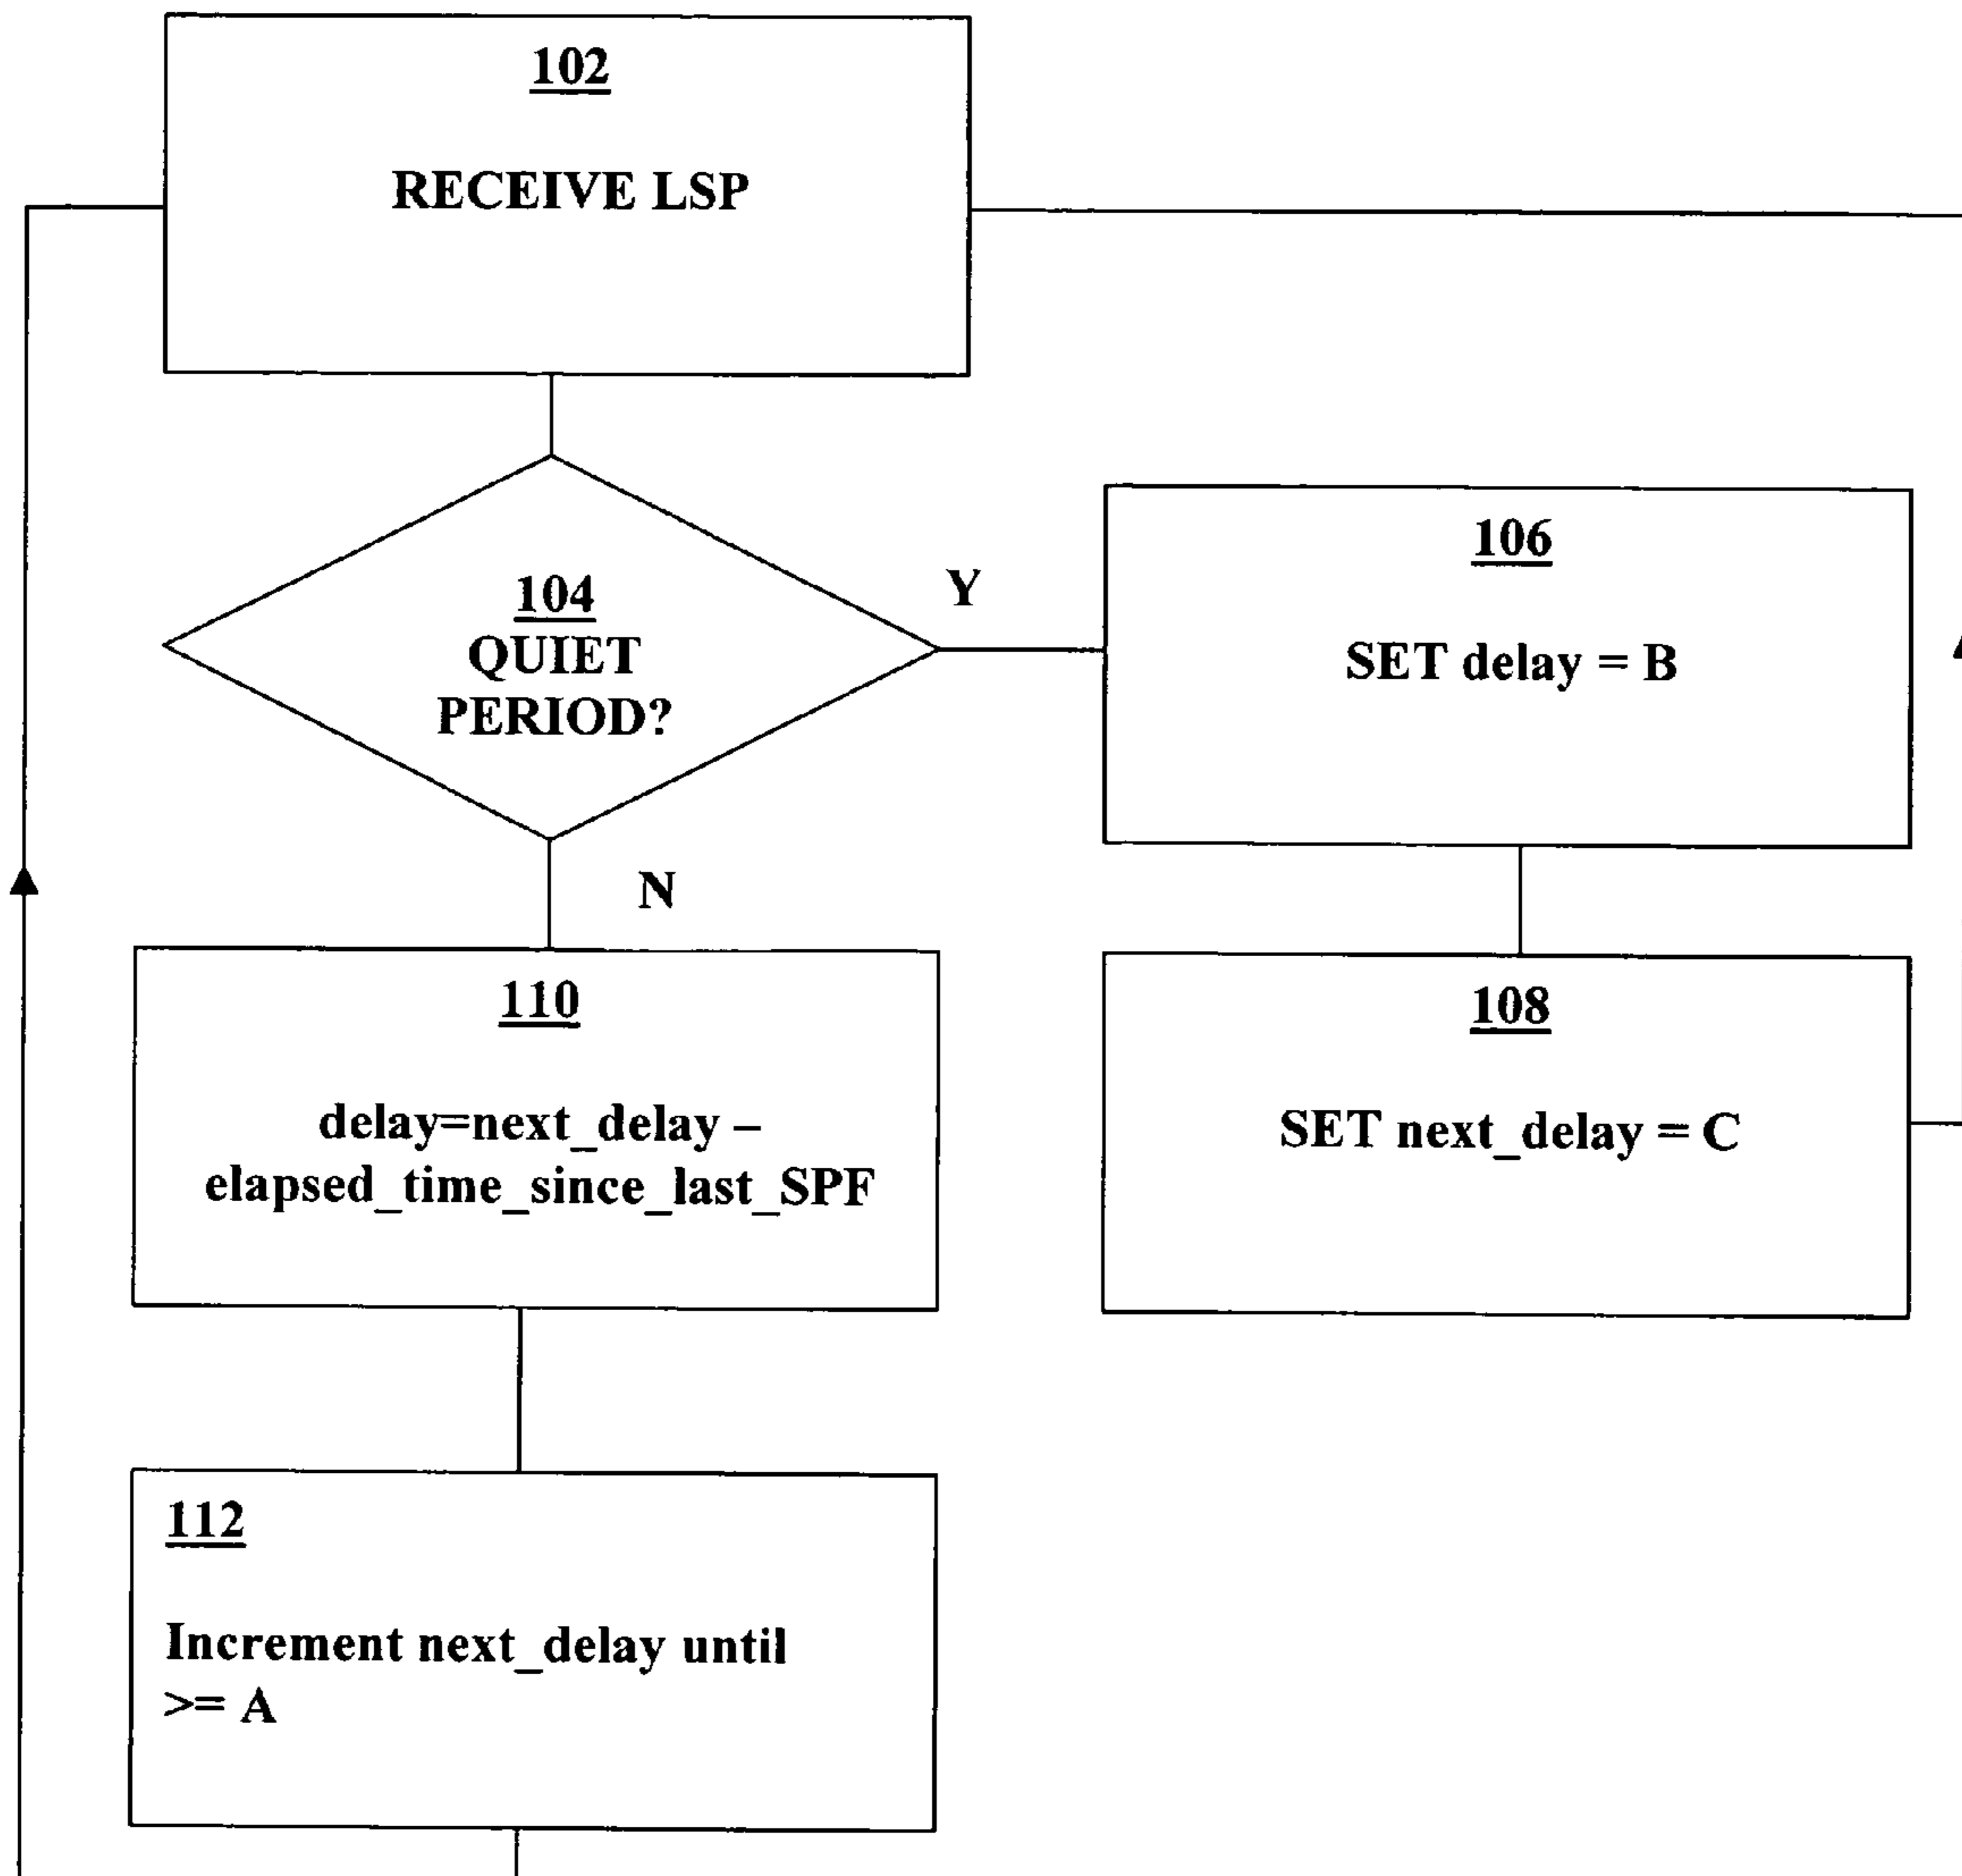 102
RECEIVE LSP
104
QUIET
PERIOD?
Y
N
106
SET delay = B
108
SET next_delay = C
110
delay=next_delay –
elapsed_time_since_last_SPF
112
Increment next_delay until
>= A